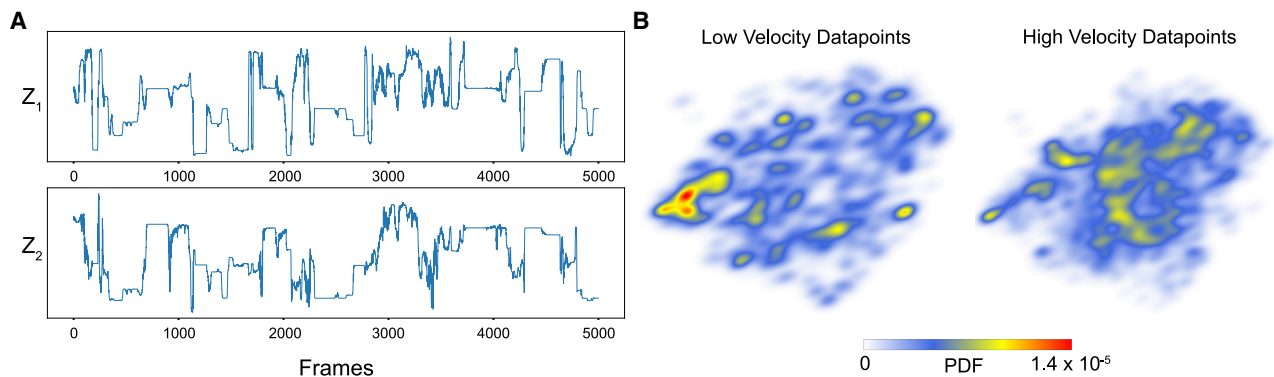 A
Z1
0 1000 2000 3000 4000 5000
Z2
0 1000 2000 3000 4000 5000
Frames
B
Low Velocity Datapoints
High Velocity Datapoints
0 PDF 1.4 x 10-5